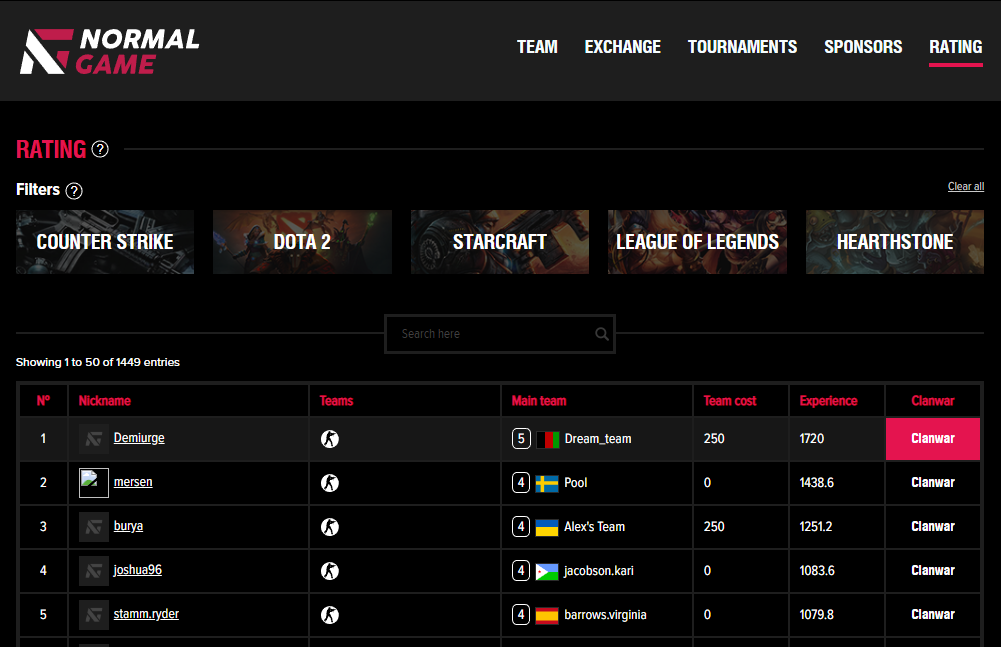 NORMAL
GAME
TEAM EXCHANGE TOURNAMENTS SPONSORS RATING
RATING ?
Filters ? Clear all
COUNTER STRIKE DOTA 2 STARCRAFT LEAGUE OF LEGENDS HEARTHSTONE
Search here
Showing 1 to 50 of 1449 entries
Nº Nickname Teams Main team Team cost Experience Clanwar
1 Demiurge 5 Dream_team 250 1720 Clanwar
2 mersen 4 Pool 0 1438.6 Clanwar
3 burya 4 Alex's Team 250 1251.2 Clanwar
4 joshua96 4 jacobson.kari 0 1083.6 Clanwar
5 stamm.ryder 4 barrows.virginia 0 1079.8 Clanwar